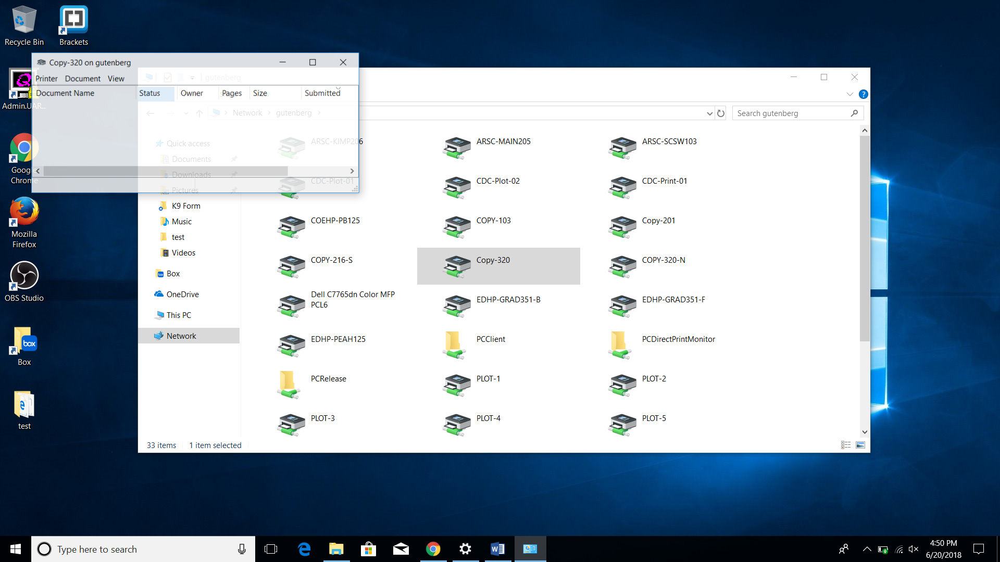 Recycle Bin
Brackets
Admin.UAR...
Google
Chrome
Mozilla
Firefox
OBS Studio
Box
box
test
Copy-320 on gutenberg
Printer Document View
Document Name Status Owner Pages Size Submitted
gutenberg
Network gutenberg
Search gutenberg
Quick access
Documents
Downloads
Pictures
K9 Form
Music
test
Videos
Box
OneDrive
This PC
Network
ARSC-KIMP206
ARSC-MAIN205
ARSC-SCSW103
CDC-Plot-01
CDC-Plot-02
CDC-Print-01
COEHP-PB125
COPY-103
Copy-201
COPY-216-S
Copy-320
COPY-320-N
Dell C7765dn Color MFP
PCL6
EDHP-GRAD351-B
EDHP-GRAD351-F
EDHP-PEAH125
PCClient
PCDirectPrintMonitor
PCRelease
PLOT-1
PLOT-2
PLOT-3
PLOT-4
PLOT-5
33 items 1 item selected
Type here to search
4:50 PM
6/20/2018